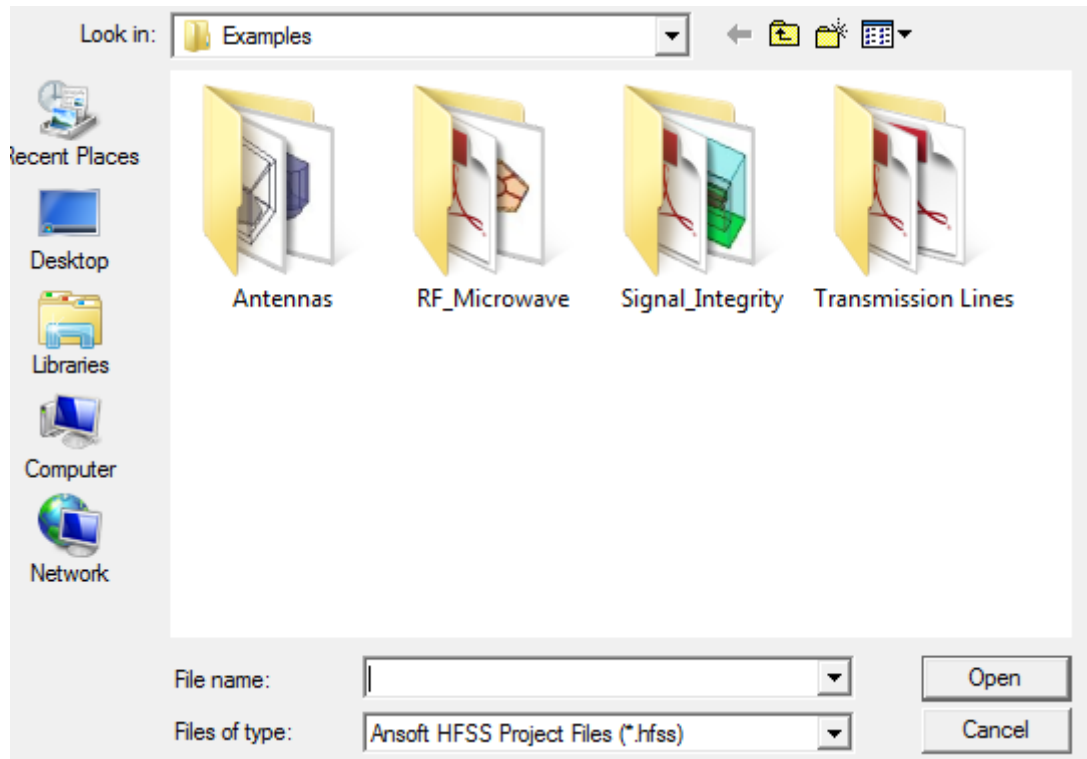 Look in: Examples
Recent Places
Desktop
Libraries
Computer
Network
Antennas RF_Microwave Signal_Integrity Transmission Lines
File name: Open
Files of type: Ansoft HFSS Project Files (*.hfss) Cancel